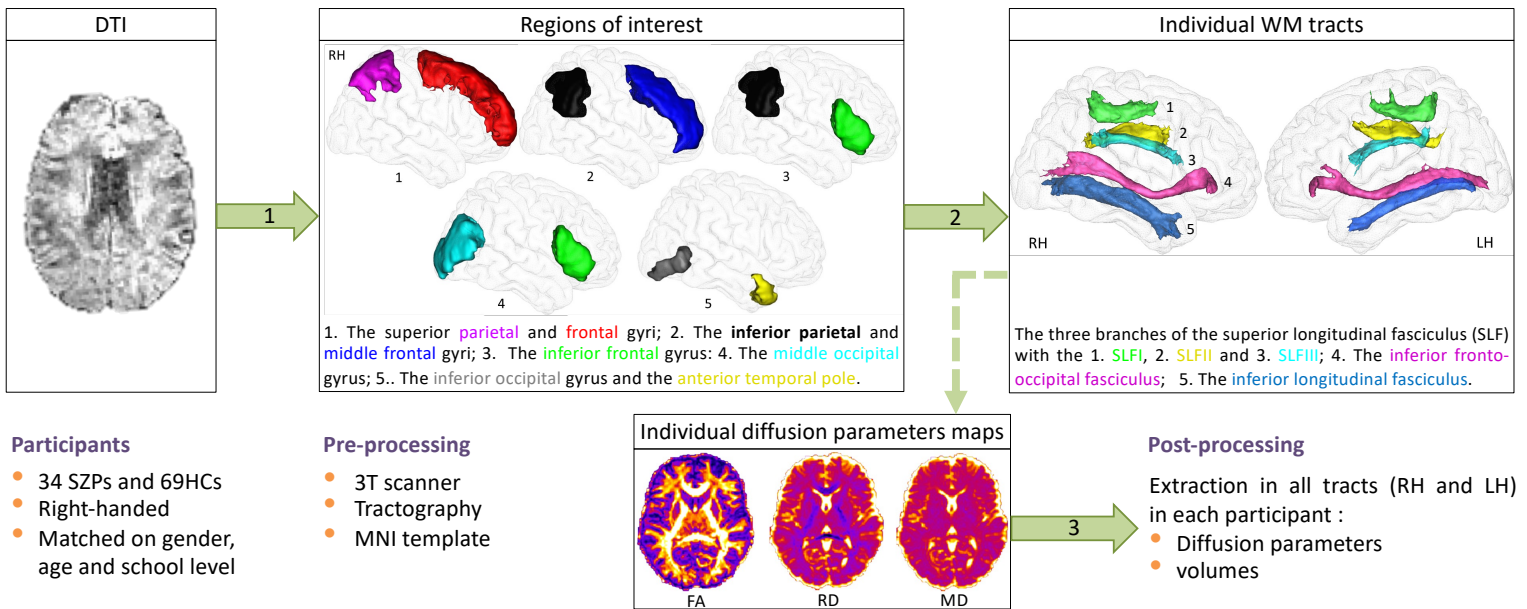 DTI
1
Regions of interest
RH
1
2
3
4
5
1. The superior parietal and frontal gyri; 2. The inferior parietal and
middle frontal gyri; 3. The inferior frontal gyrus: 4. The middle occipital
gyrus; 5.. The inferior occipital gyrus and the anterior temporal pole.
2
Individual WM tracts
1
2
3
4
5
RH
LH
The three branches of the superior longitudinal fasciculus (SLF)
with the 1. SLFI, 2. SLFII and 3. SLFIII; 4. The inferior fronto-
occipital fasciculus; 5. The inferior longitudinal fasciculus.
Participants
34 SZPs and 69HCs
Right-handed
Matched on gender,
age and school level
Pre-processing
3T scanner
Tractography
MNI template
Individual diffusion parameters maps
FA
RD
MD
3
Post-processing
Extraction in all tracts (RH and LH)
in each participant :
Diffusion parameters
volumes